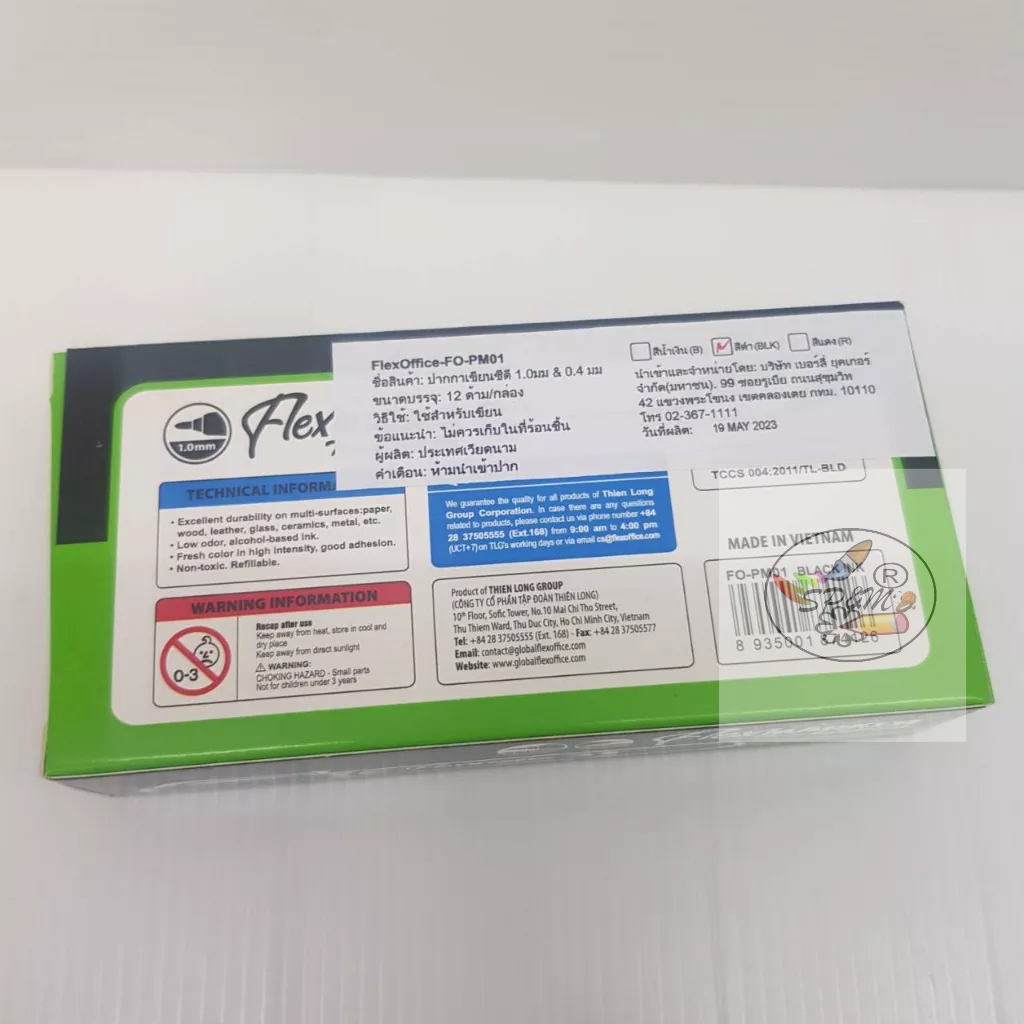 FlexOffice-FO-PM01
ชื่อสินค้า: ปากกาเขียนซีดี 1.0มม & 0.4 มม
ขนาดบรรจุ: 12 ด้าม/กล่อง
วิธีใช้: ใช้สำหรับเขียน
ข้อแนะนำ: ไม่ควรเก็บในที่ร้อนชื้น
ผู้ผลิต: ประเทศเวียดนาม
คำเตือน: ห้ามนำเข้าปาก
สีน้ำเงิน (B) สีดำ (BLK) สีแดง (R)
นำเข้าและจำหน่ายโดย: บริษัท เบอร์ลี่ ยุคเกอร์
จำกัด(มหาชน). 99 ซอยรูเบีย ถนนสุขุมวิท
42 แขวงพระโขนง เขตคลองเตย กทม. 10110
โทร 02-367-1111
วันที่ผลิต: 19 MAY 2023
1.0mm
Flex
TECHNICAL INFORM
• Excellent durability on multi-surfaces:paper,
wood, leather, glass, ceramics, metal, etc.
• Low odor, alcohol-based ink.
• Fresh color in high intensity, good adhesion.
• Non-toxic. Refillable.
We guarantee the quality for all products of Thien Long
Group Corporation. In case there are any questions
related to products, please contact us via phone number +84
28 37505555 (Ext.168) from 9:00 am to 4:00 pm
(UCT+7) on TLG's working days or via email cs@flexoffice.com
TCCS 004:2011/TL-BLD
WARNING INFORMATION
0-3
Recap after use
Keep away from heat, store in cool and
dry place
Keep away from direct sunlight
WARNING:
CHOKING HAZARD - Small parts
Not for children under 3 years
Product of THIEN LONG GROUP
(CÔNG TY CỔ PHẦN TẬP ĐOÀN THIÊN LONG)
10th Floor, Sofic Tower, No.10 Mai Chi Tho Street,
Thu Thiem Ward, Thu Duc City, Ho Chi Minh City, Vietnam
Tel: +84 28 37505555 (Ext. 168) - Fax: +84 28 37505577
Email: contact@globalflexoffice.com
Website: www.globalflexoffice.com
MADE IN VIETNAM
FO-PM01 BLACK INK
8 935001